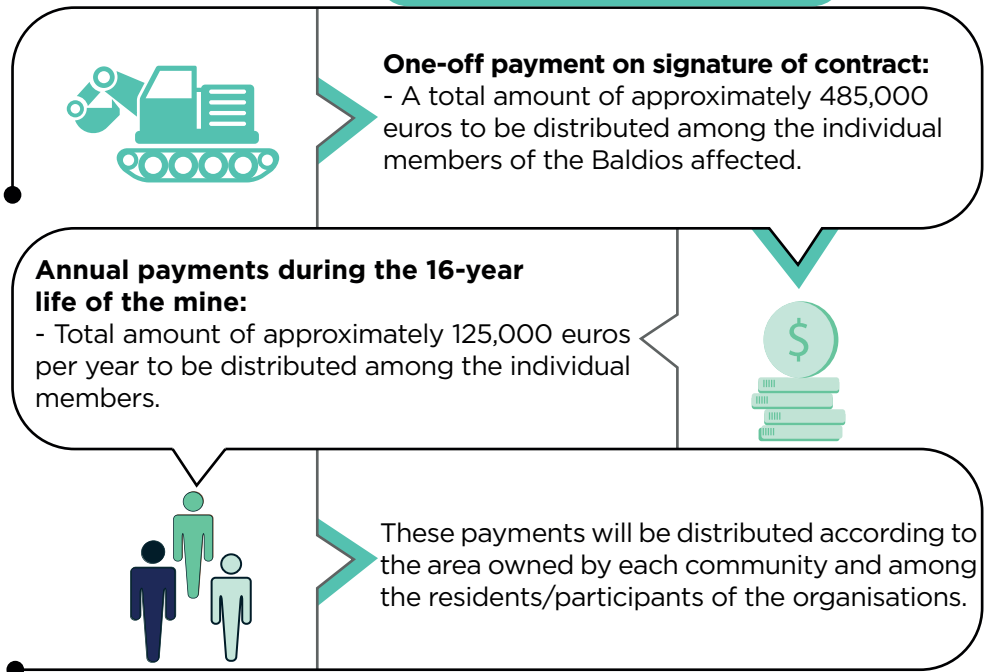 One-off payment on signature of contract:
- A total amount of approximately 485,000
euros to be distributed among the individual
members of the Baldios affected.
Annual payments during the 16-year
life of the mine:
- Total amount of approximately 125,000 euros
per year to be distributed among the individual
members.
$
These payments will be distributed according to
the area owned by each community and among
the residents/participants of the organisations.